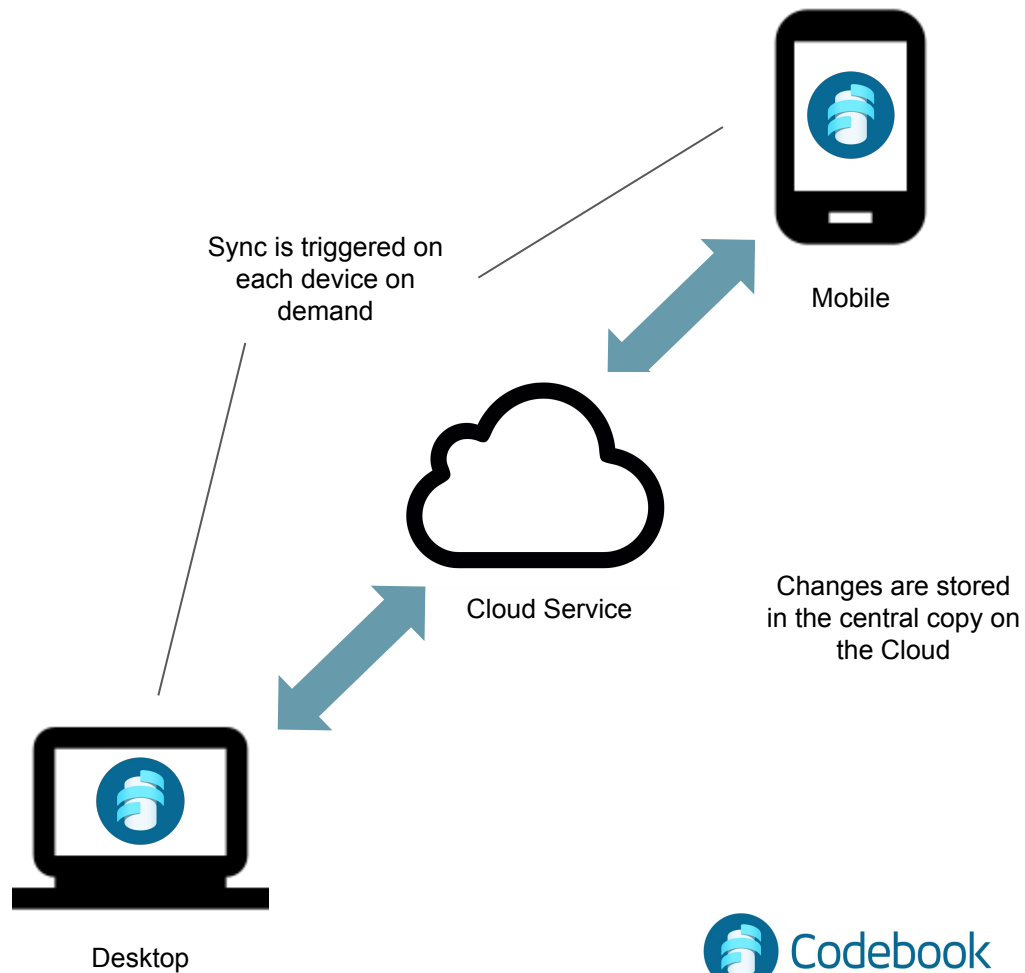 Sync is triggered on
each device on
demand
Mobile
Cloud Service
Changes are stored
in the central copy on
the Cloud
Desktop
Codebook